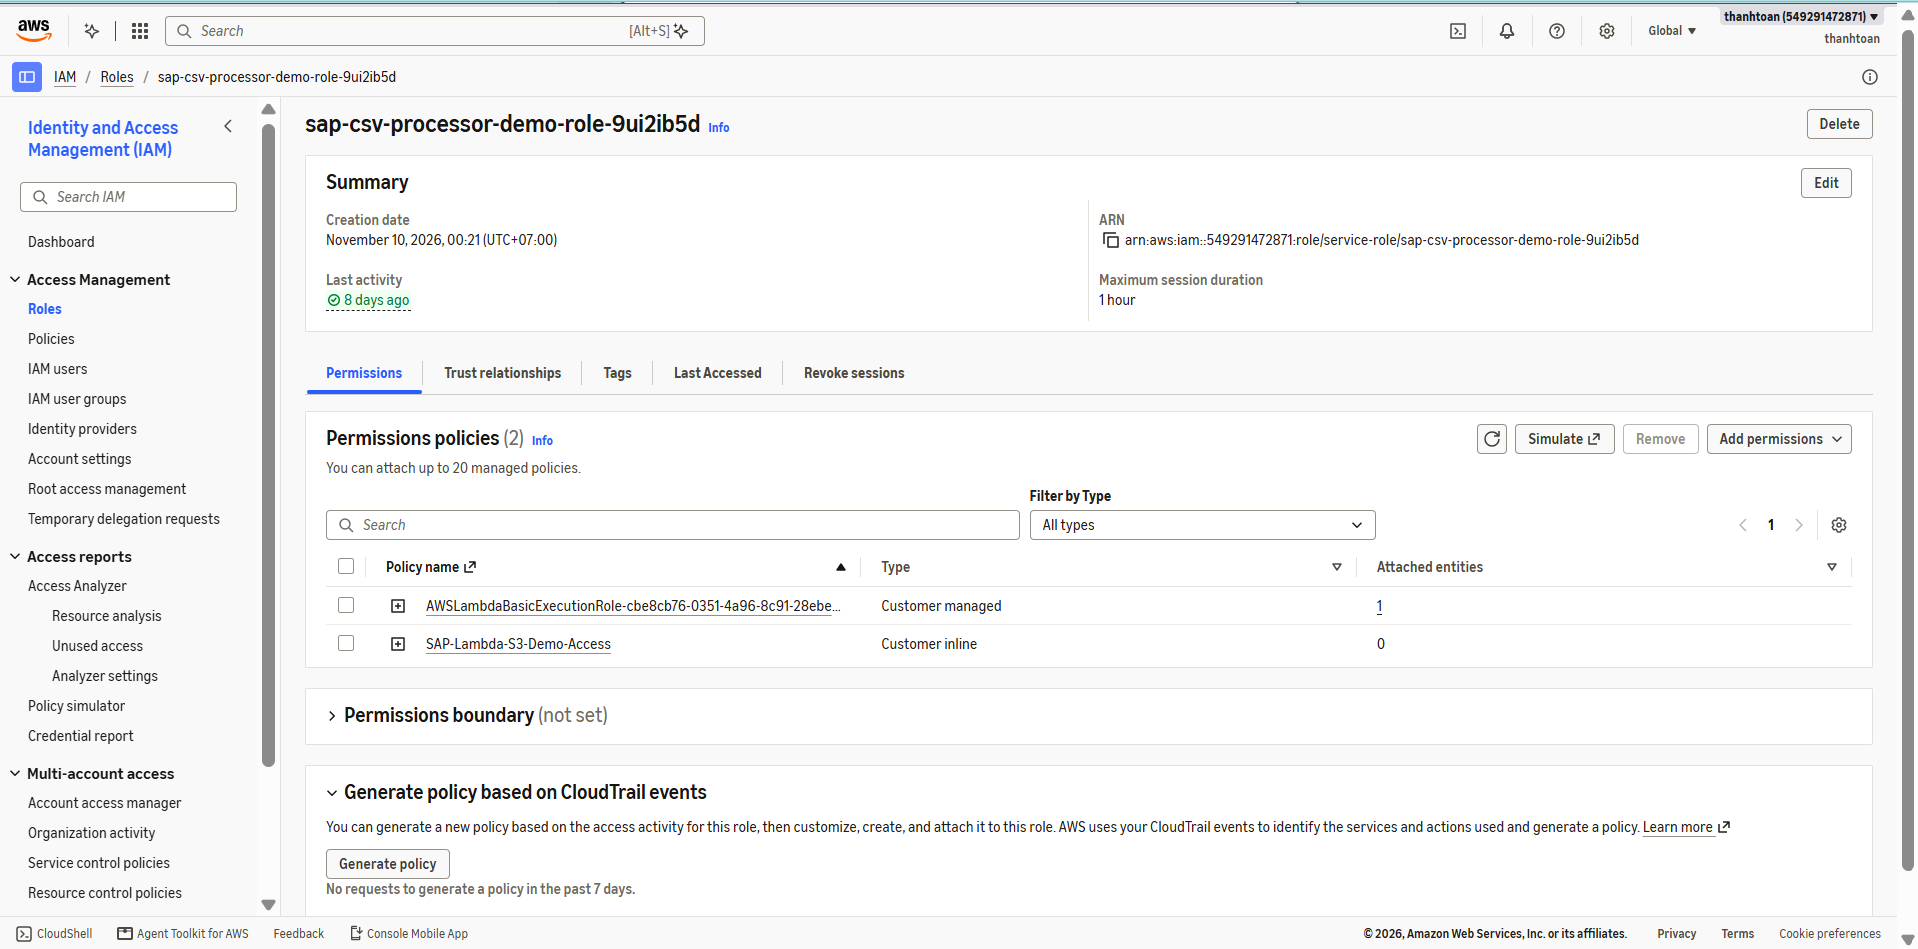 aws
Search
[Alt+S]
Global
thanhtoan (549291472871)
thanhtoan
IAM / Roles / sap-csv-processor-demo-role-9ui2ib5d
Identity and Access
Management (IAM)
Search IAM
Dashboard
Access Management
Roles
Policies
IAM users
IAM user groups
Identity providers
Account settings
Root access management
Temporary delegation requests
Access reports
Access Analyzer
Resource analysis
Unused access
Analyzer settings
Policy simulator
Credential report
Multi-account access
Account access manager
Organization activity
Service control policies
Resource control policies
sap-csv-processor-demo-role-9ui2ib5d Info
Delete
Summary
Edit
Creation date
November 10, 2026, 00:21 (UTC+07:00)
ARN
arn:aws:iam::549291472871:role/service-role/sap-csv-processor-demo-role-9ui2ib5d
Last activity
8 days ago
Maximum session duration
1 hour
Permissions
Trust relationships
Tags
Last Accessed
Revoke sessions
Permissions policies (2) Info
Simulate
Remove
Add permissions
You can attach up to 20 managed policies.
Filter by Type
Search
All types
1
Policy name
Type
Attached entities
AWSLambdaBasicExecutionRole-cbe8cb76-0351-4a96-8c91-28ebe...
Customer managed
1
SAP-Lambda-S3-Demo-Access
Customer inline
0
Permissions boundary (not set)
Generate policy based on CloudTrail events
You can generate a new policy based on the access activity for this role, then customize, create, and attach it to this role. AWS uses your CloudTrail events to identify the services and actions used and generate a policy. Learn more
Generate policy
No requests to generate a policy in the past 7 days.
CloudShell
Agent Toolkit for AWS
Feedback
Console Mobile App
© 2026, Amazon Web Services, Inc. or its affiliates.
Privacy
Terms
Cookie preferences